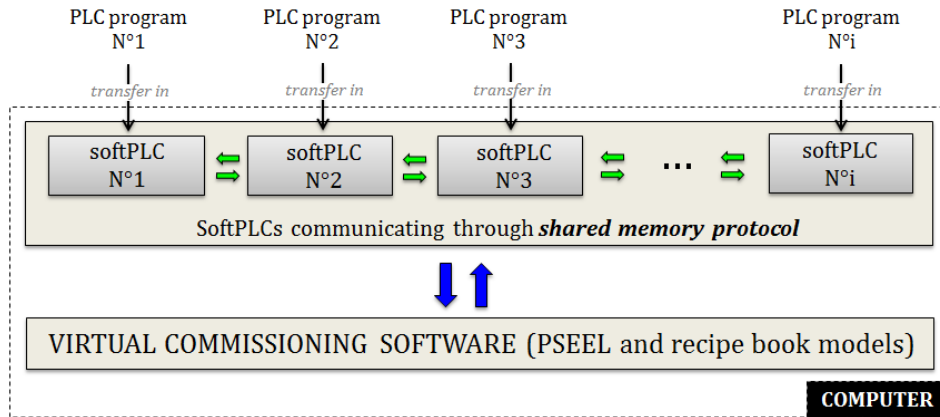 PLC program PLC program PLC program PLC program
N°1 N°2 N°3 N°i
transfer in transfer in transfer in transfer in
softPLC softPLC softPLC softPLC
N°1 N°2 N°3 ... N°i
SoftPLCs communicating through shared memory protocol
VIRTUAL COMMISSIONING SOFTWARE (PSEEL and recipe book models)
COMPUTER